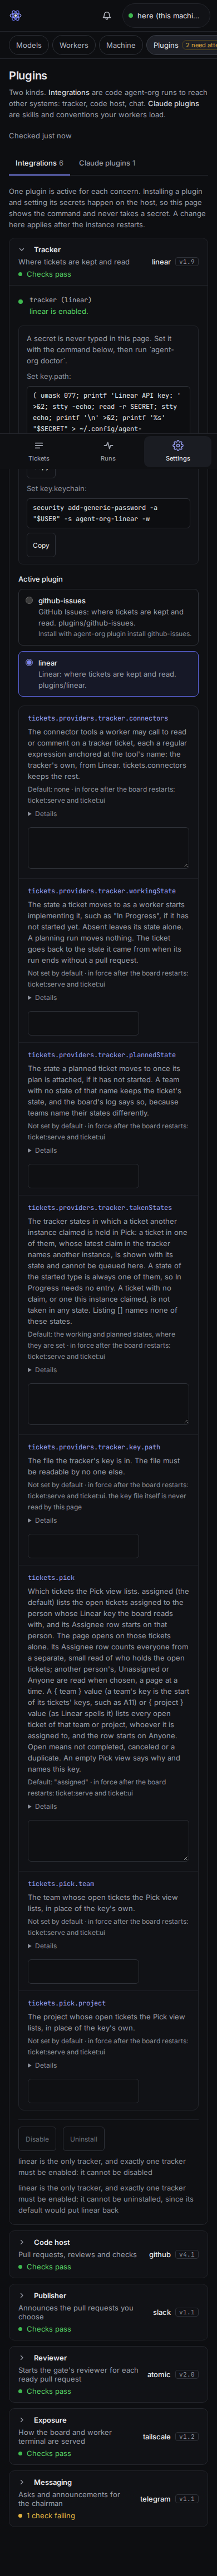 here (this machi...
Models
Workers
Machine
Plugins
2 need atte
Plugins
Two kinds. Integrations are code agent-org runs to reach
other systems: tracker, code host, chat. Claude plugins
are skills and conventions your workers load.
Checked just now
Integrations 6
Claude plugins 1
One plugin is active for each concern. Installing a plugin
and setting its secrets happen on the host, so this page
shows the command and never takes a secret. A change
here applies after the instance restarts.
Tracker
Where tickets are kept and read
linear v1.9
Checks pass
tracker (linear)
linear is enabled.
A secret is never typed in this page. Set it
with the command below, then run `agent-
org doctor`.
Set key.path:
( umask 077; printf 'Linear API key: '
>&2; stty -echo; read -r SECRET; stty
echo; printf '\n' >&2; printf '%s'
"$SECRET" > ~/.config/agent-
Tickets
Runs
Settings
Set key.keychain:
security add-generic-password -a
"$USER" -s agent-org-linear -w
Copy
Active plugin
github-issues
GitHub Issues: where tickets are kept and
read. plugins/github-issues.
Install with agent-org plugin install github-issues.
linear
Linear: where tickets are kept and read.
plugins/linear.
tickets.providers.tracker.connectors
The connector tools a worker may call to read
or comment on a tracker ticket, each a regular
expression anchored at the tool's name: the
tracker's own, from Linear. tickets.connectors
keeps the rest.
Default: none · in force after the board restarts:
ticket:serve and ticket:ui
Details
tickets.providers.tracker.workingState
The state a ticket moves to as a worker starts
implementing it, such as "In Progress", if it has
not started yet. Absent leaves its state alone.
A planning run moves nothing. The ticket
goes back to the state it came from when its
run ends without a pull request.
Not set by default · in force after the board restarts:
ticket:serve and ticket:ui
Details
tickets.providers.tracker.plannedState
The state a planned ticket moves to once its
plan is attached, if it has not started. A team
with no state of that name keeps the ticket's
state, and the board's log says so, because
teams name their states differently.
Not set by default · in force after the board restarts:
ticket:serve and ticket:ui
Details
tickets.providers.tracker.takenStates
The tracker states in which a ticket another
instance claimed is held in Pick: a ticket in one
of them, whose latest claim in the tracker
names another instance, is shown with its
state and cannot be queued here. A state of
the started type is always one of them, so In
Progress needs no entry. A ticket with no
claim, or one this instance claimed, is not
taken in any state. Listing [] names none of
these states.
Default: the working and planned states, where
they are set · in force after the board restarts:
ticket:serve and ticket:ui
Details
tickets.providers.tracker.key.path
The file the tracker's key is in. The file must
be readable by no one else.
Not set by default · in force after the board restarts:
ticket:serve and ticket:ui. the key file itself is never
read by this page
Details
tickets.pick
Which tickets the Pick view lists. assigned (the
default) lists the open tickets assigned to the
person whose Linear key the board reads
with, and its Assignee row starts on that
person. The page opens on those tickets
alone. Its Assignee row counts everyone from
a separate, small read of who holds the open
tickets; another person's, Unassigned or
Anyone are read when chosen, a page at a
time. A { team } value (a team's key is the start
of its tickets' keys, such as A11) or { project }
value (as Linear spells it) lists every open
ticket of that team or project, whoever it is
assigned to, and the row starts on Anyone.
Open means not completed, canceled or a
duplicate. An empty Pick view says why and
names this key.
Default: "assigned" · in force after the board
restarts: ticket:serve and ticket:ui
Details
tickets.pick.team
The team whose open tickets the Pick view
lists, in place of the key's own.
Not set by default · in force after the board restarts:
ticket:serve and ticket:ui
Details
tickets.pick.project
The project whose open tickets the Pick view
lists, in place of the key's own.
Not set by default · in force after the board restarts:
ticket:serve and ticket:ui
Details
Disable
Uninstall
linear is the only tracker, and exactly one tracker
must be enabled: it cannot be disabled
linear is the only tracker, and exactly one tracker
must be enabled: it cannot be uninstalled, since its
default would put linear back
Code host
Pull requests, reviews and checks
github v4.1
Checks pass
Publisher
Announces the pull requests you
choose
slack v1.1
Checks pass
Reviewer
Starts the gate's reviewer for each
ready pull request
atomic v2.0
Checks pass
Exposure
How the board and worker
terminal are served
tailscale v1.2
Checks pass
Messaging
Asks and announcements for
the chairman
telegram v1.1
1 check failing